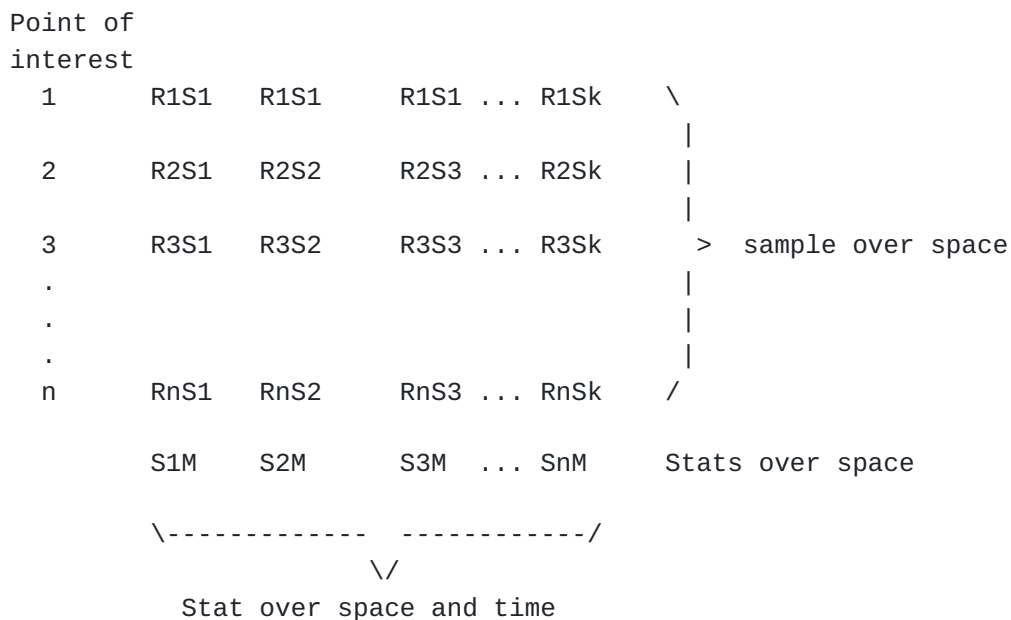 Point of
interest
1 R1S1 R1S1 R1S1 ... R1Sk \
|
2 R2S1 R2S2 R2S3 ... R2Sk |
|
3 R3S1 R3S2 R3S3 ... R3Sk > sample over space
. |
. |
. |
n RnS1 RnS2 RnS3 ... RnSk /
S1M S2M S3M ... SnM Stats over space
\------------- ------------/
\/
Stat over space and time